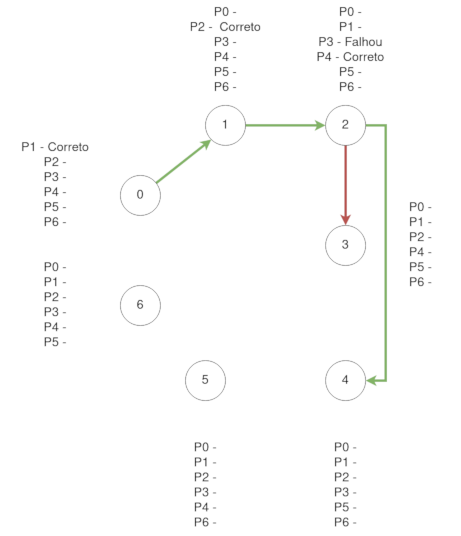 P0 -
P2 - Correto
P3 -
P4 -
P5 -
P6 -
P0 -
P1 -
P3 - Falhou
P4 - Correto
P5 -
P6 -
1
2
P1 - Correto
P2 -
P3 -
P4 -
P5 -
P6 -
0
3
P0 -
P1 -
P2 -
P4 -
P5 -
P6 -
P0 -
P1 -
P2 -
P3 -
P4 -
P5 -
6
5
4
P0 -
P1 -
P2 -
P3 -
P4 -
P6 -
P0 -
P1 -
P2 -
P3 -
P5 -
P6 -